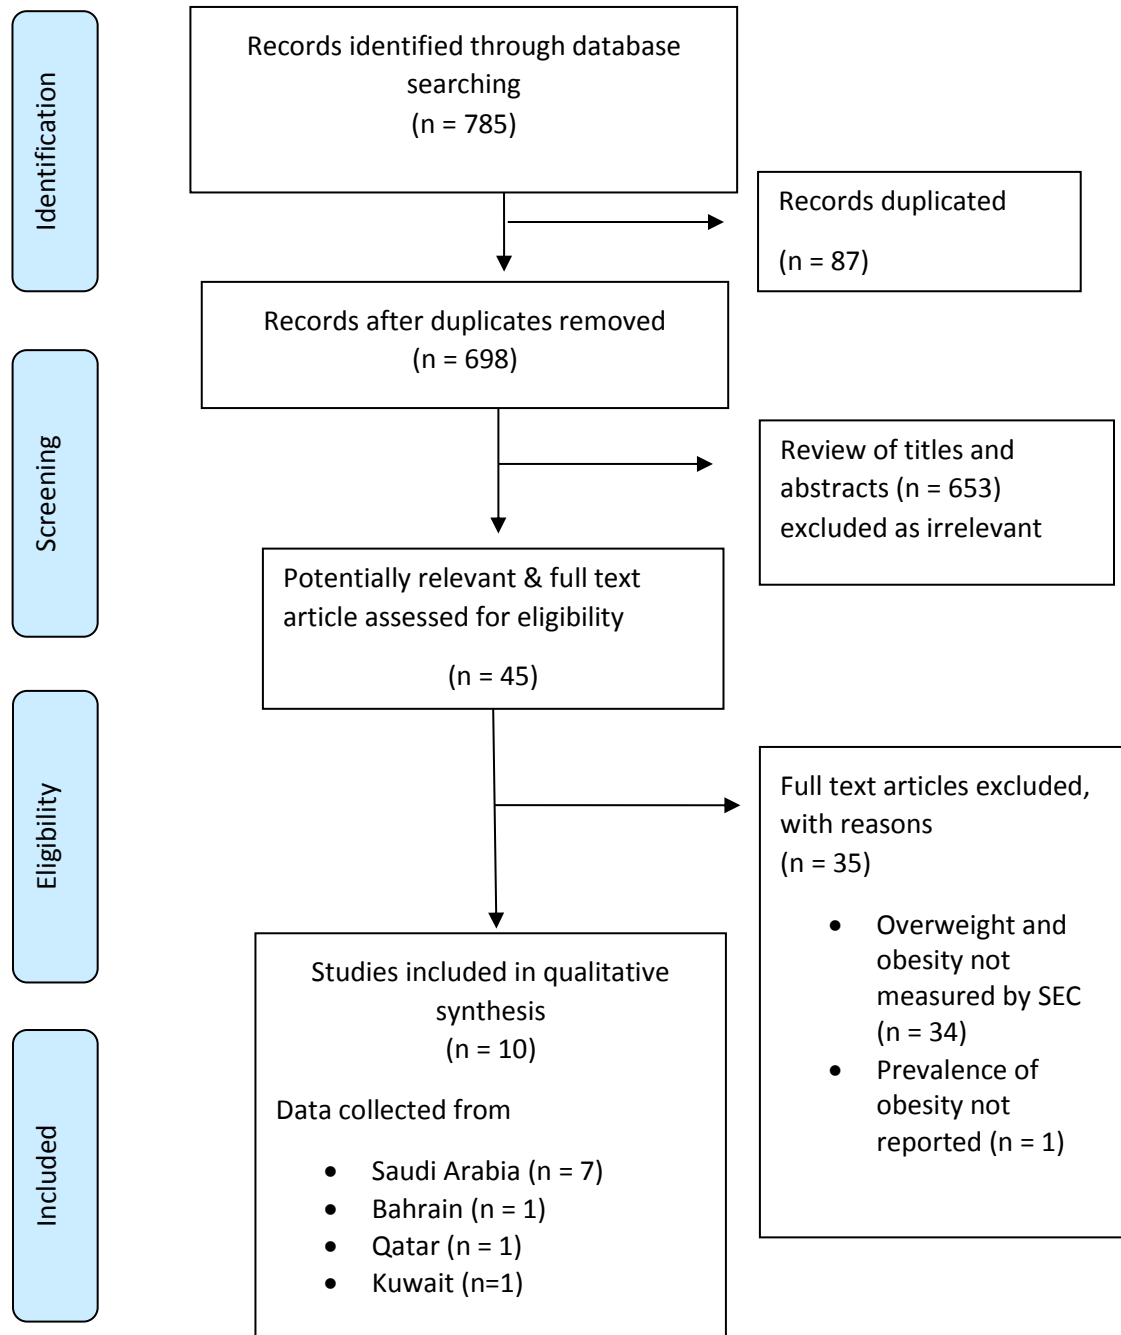 Identification
Records identified through database
searching
(n = 785)
Records duplicated
(n = 87)
Records after duplicates removed
(n = 698)
Screening
Review of titles and
abstracts (n = 653)
excluded as irrelevant
Potentially relevant & full text
article assessed for eligibility
(n = 45)
Eligibility
Full text articles excluded,
with reasons
(n = 35)
• Overweight and
obesity not
measured by SEC
(n = 34)
• Prevalence of
obesity not
reported (n = 1)
Included
Studies included in qualitative
synthesis
(n = 10)
Data collected from
• Saudi Arabia (n = 7)
• Bahrain (n = 1)
• Qatar (n = 1)
• Kuwait (n=1)